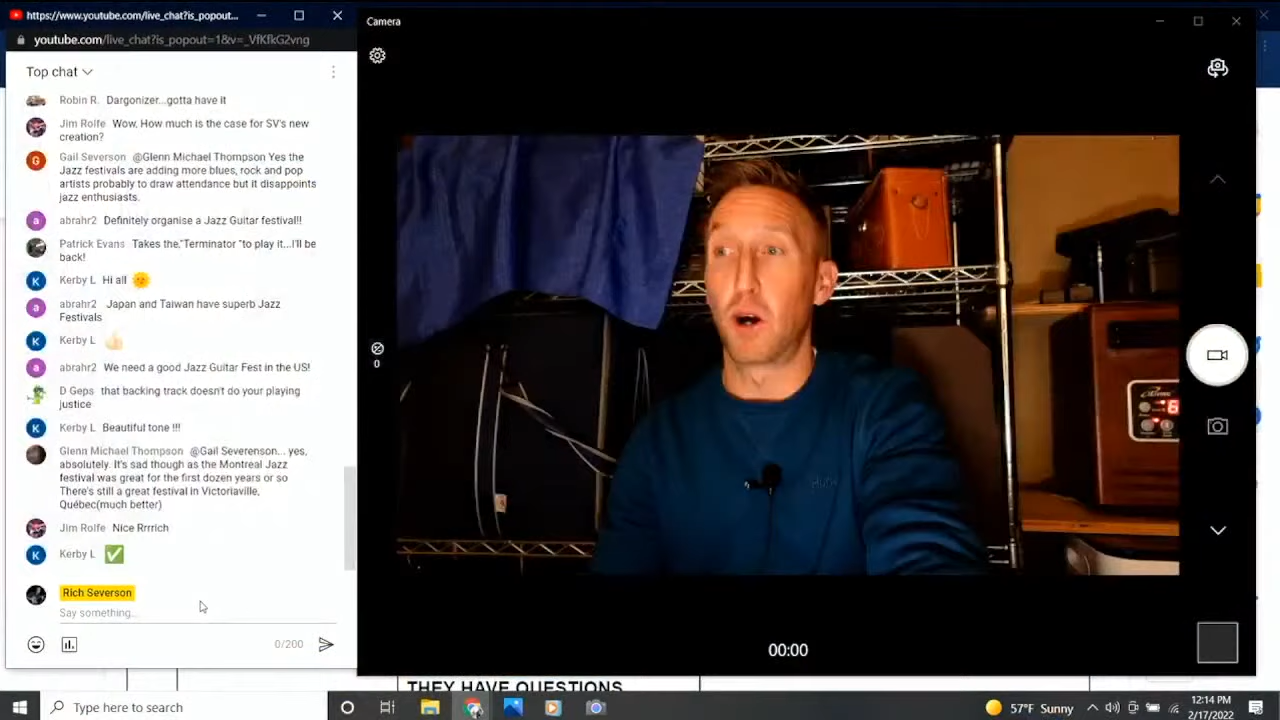 https://www.youtube.com/live_chat?is_popout...
youtube.com/live_chat?is_popout=1&v=_VfKfkG2vng
Top chat
Robin R. Dargonizer...gotta have it
Jim Rolfe Wow. How much is the case for SV's new
creation?
Gail Severson @Glenn Michael Thompson Yes the
Jazz festivals are adding more blues, rock and pop
artists probably to draw attendance but it disappoints
jazz enthusiasts.
abrahr2 Definitely organise a Jazz Guitar festival!!
Patrick Evans Takes the,"Terminator "to play it...I'll be
back!
Kerby L Hi all
abrahr2 Japan and Taiwan have superb Jazz
Festivals
Kerby L
abrahr2 We need a good Jazz Guitar Fest in the US!
D Geps that backing track doesn't do your playing
justice
Kerby L Beautiful tone !!!
Glenn Michael Thompson @Gail Severenson... yes,
absolutely. It's sad though as the Montreal Jazz
festival was great for the first dozen years or so
There's still a great festival in Victoriaville,
Québec(much better)
Jim Rolfe Nice Rrrrich
Kerby L
Rich Severson
Say something...
0/200
Camera
0
00:00
THEY HAVE QUESTIONS
Type here to search
57°F Sunny
12:14 PM
2/17/2022